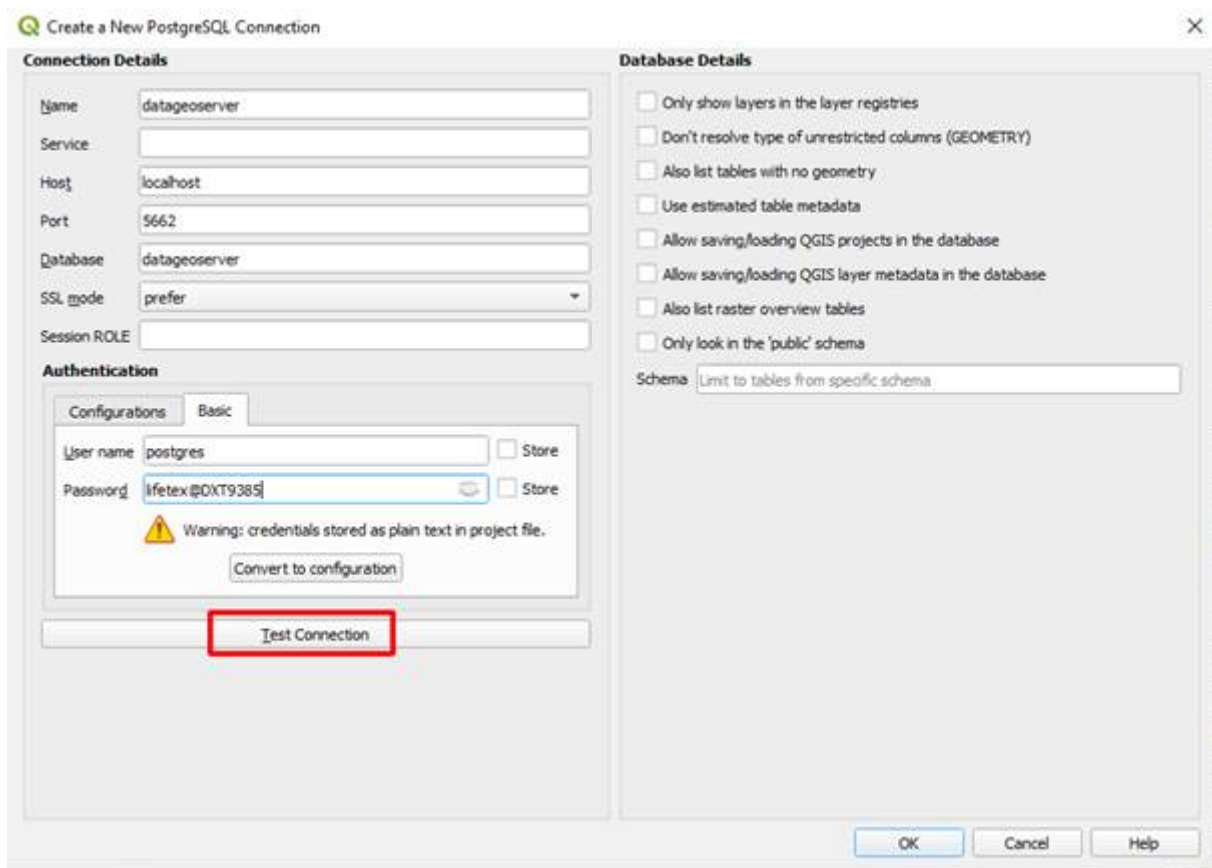 Create a New PostgreSQL Connection
Connection Details
Name datageoserver
Service
Host localhost
Port 5662
Database datageoserver
SSL mode prefer
Session ROLE
Authentication
Configurations Basic
User name postgres Store
Password lifetex@DXT9385 Store
Warning: credentials stored as plain text in project file.
Convert to configuration
Test Connection
Database Details
Only show layers in the layer registries
Don't resolve type of unrestricted columns (GEOMETRY)
Also list tables with no geometry
Use estimated table metadata
Allow saving/loading QGIS projects in the database
Allow saving/loading QGIS layer metadata in the database
Also list raster overview tables
Only look in the 'public' schema
Schema Limit to tables from specific schema
OK Cancel Help